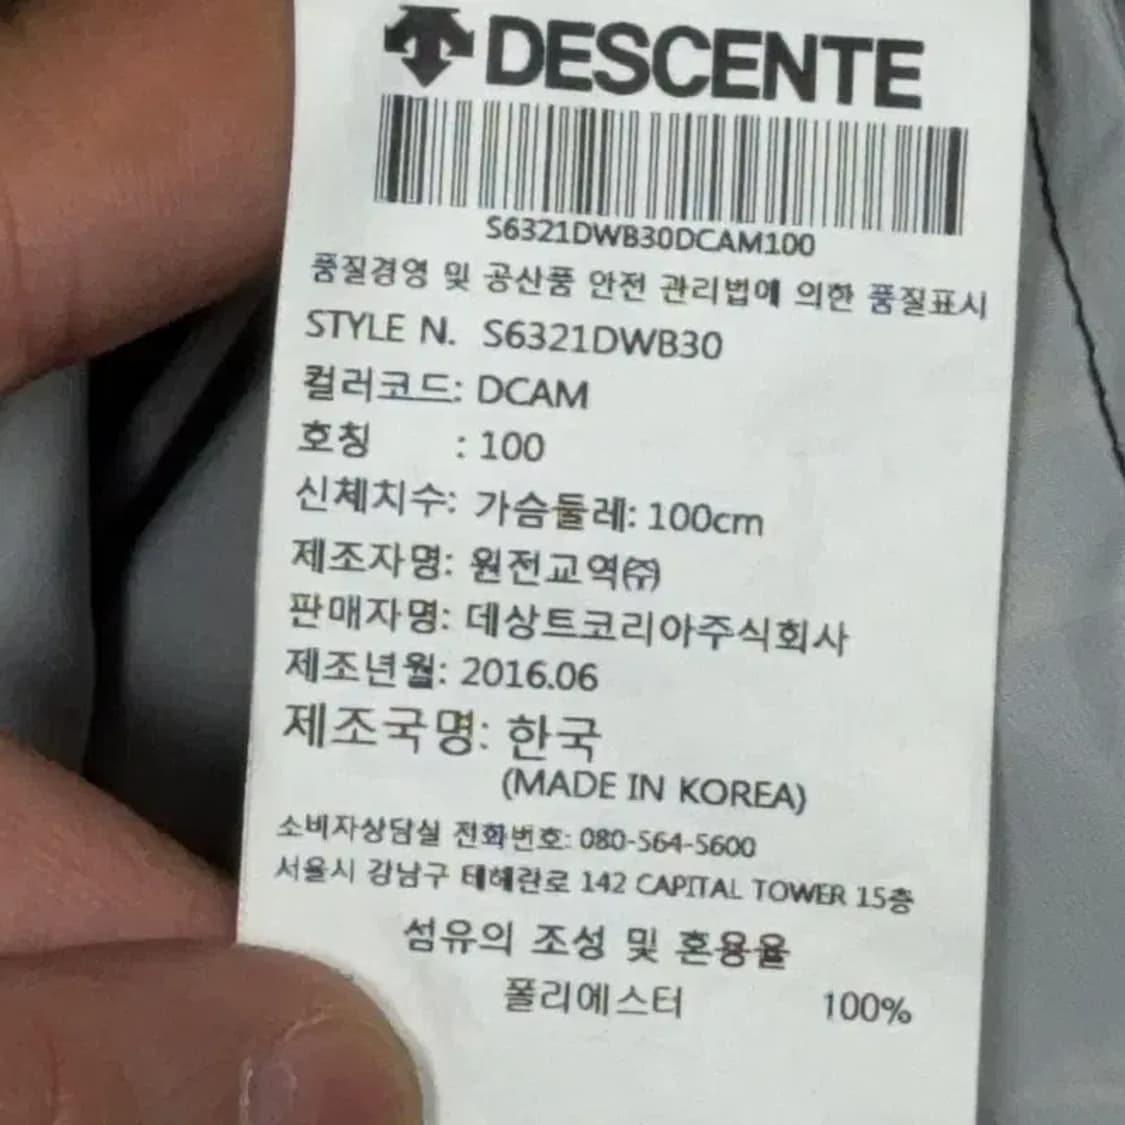 DESCENTE
S6321DWB30DCAM100
품질경영 및 공산품 안전 관리법에 의한 품질표시
STYLE N. S6321DWB30
컬러코드: DCAM
호칭 : 100
신체치수: 가슴둘레: 100cm
제조자명: 원전교역㈜
판매자명: 데상트코리아주식회사
제조년월: 2016.06
제조국명: 한국
(MADE IN KOREA)
소비자상담실 전화번호: 080-564-5600
서울시 강남구 테헤란로 142 CAPITAL TOWER 15층
섬유의 조성 및 혼용율
폴리에스터 100%